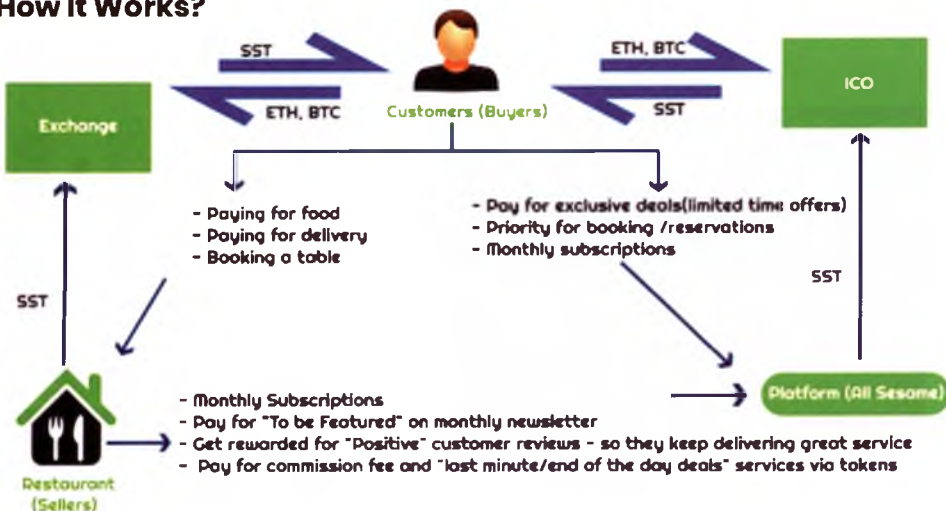 How It Works?
SST
ETH, BTC
ETH, BTC
SST
Exchange
Customers (Buyers)
ICO
- Paying for food
- Paying for delivery
- Booking a table
- Pay for exclusive deals(limited time offers)
- Priority for booking /reservations
- Monthly subscriptions
SST
SST
- Monthly Subscriptions
- Pay for "To be Featured" on monthly newsletter
- Get rewarded for "Positive" customer reviews - so they keep delivering great service
- Pay for commission fee and "last minute/end of the day deals" services via tokens
Platform (All Sesame)
Restaurant
(Sellers)